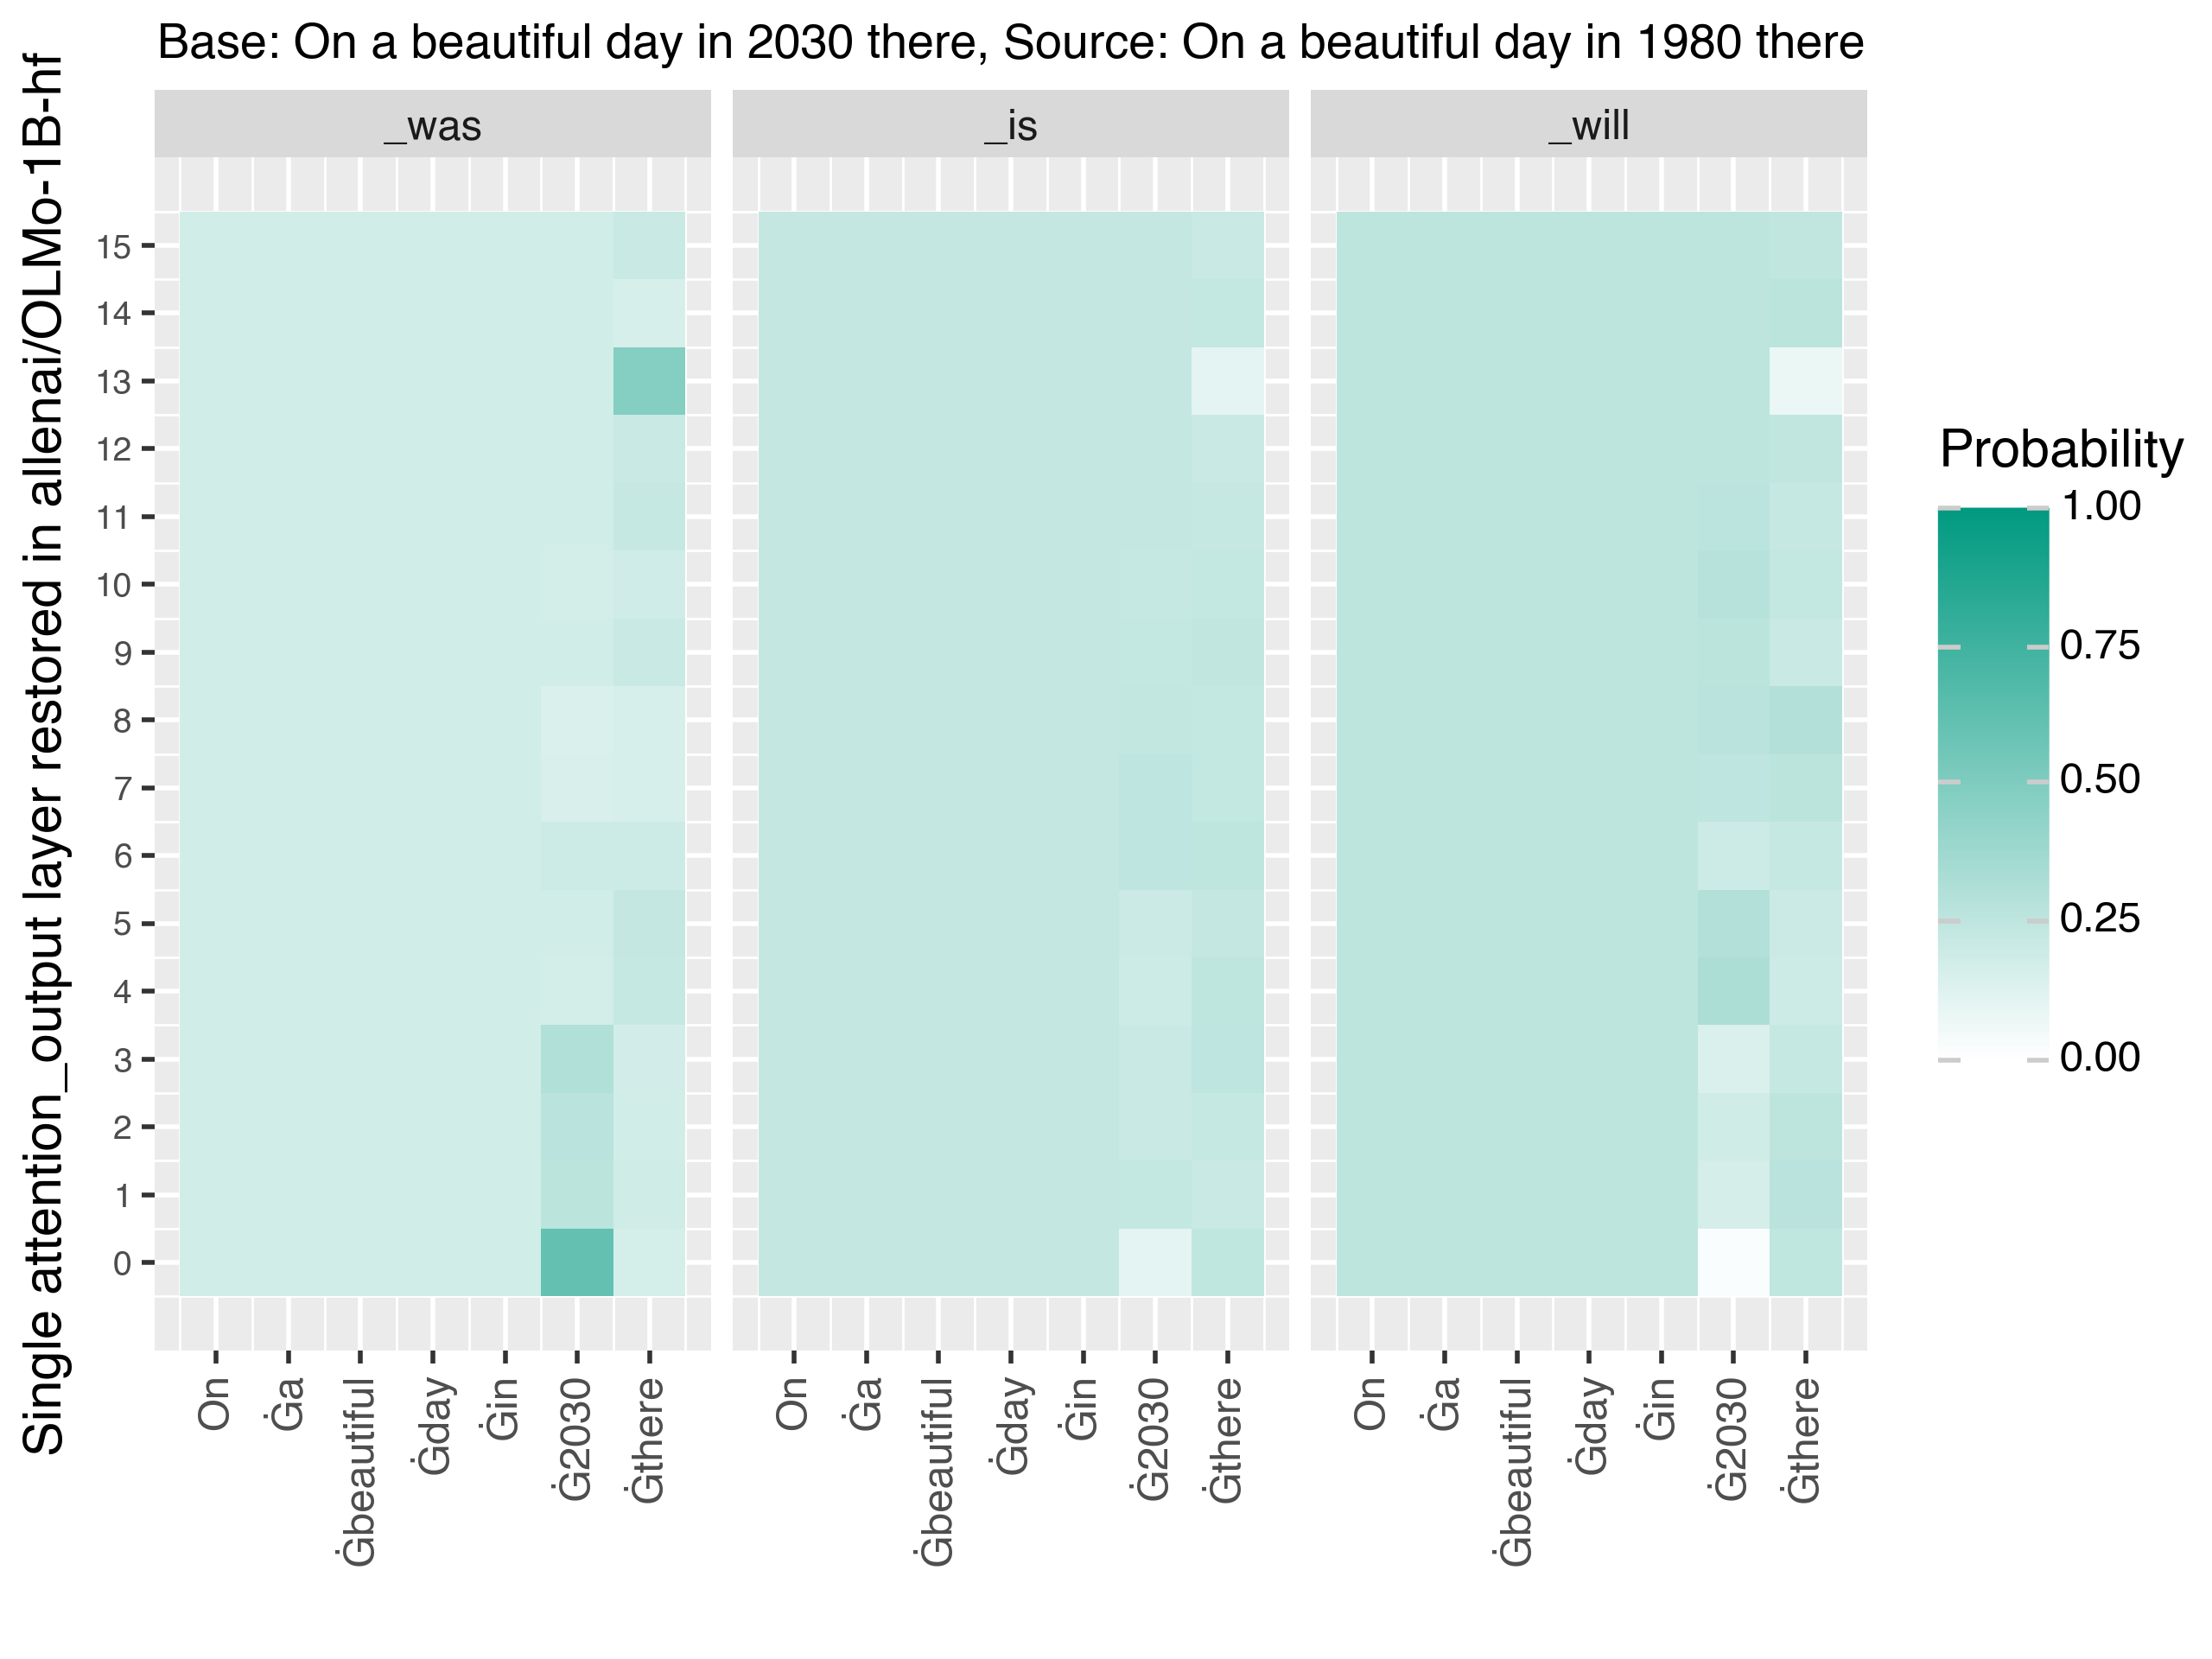 Base: On a beautiful day in 2030 there, Source: On a beautiful day in 1980 there
Single attention_output layer restored in allenai/OLMo-1B-hf
_was
_is
_will
15
14
13
12
11
10
9
8
7
6
5
4
3
2
1
0
On
Ġa
Ġbeautiful
Ġday
Ġin
Ġ2030
Ġthere
On
Ġa
Ġbeautiful
Ġday
Ġin
Ġ2030
Ġthere
On
Ġa
Ġbeautiful
Ġday
Ġin
Ġ2030
Ġthere
Probability
1.00
0.75
0.50
0.25
0.00